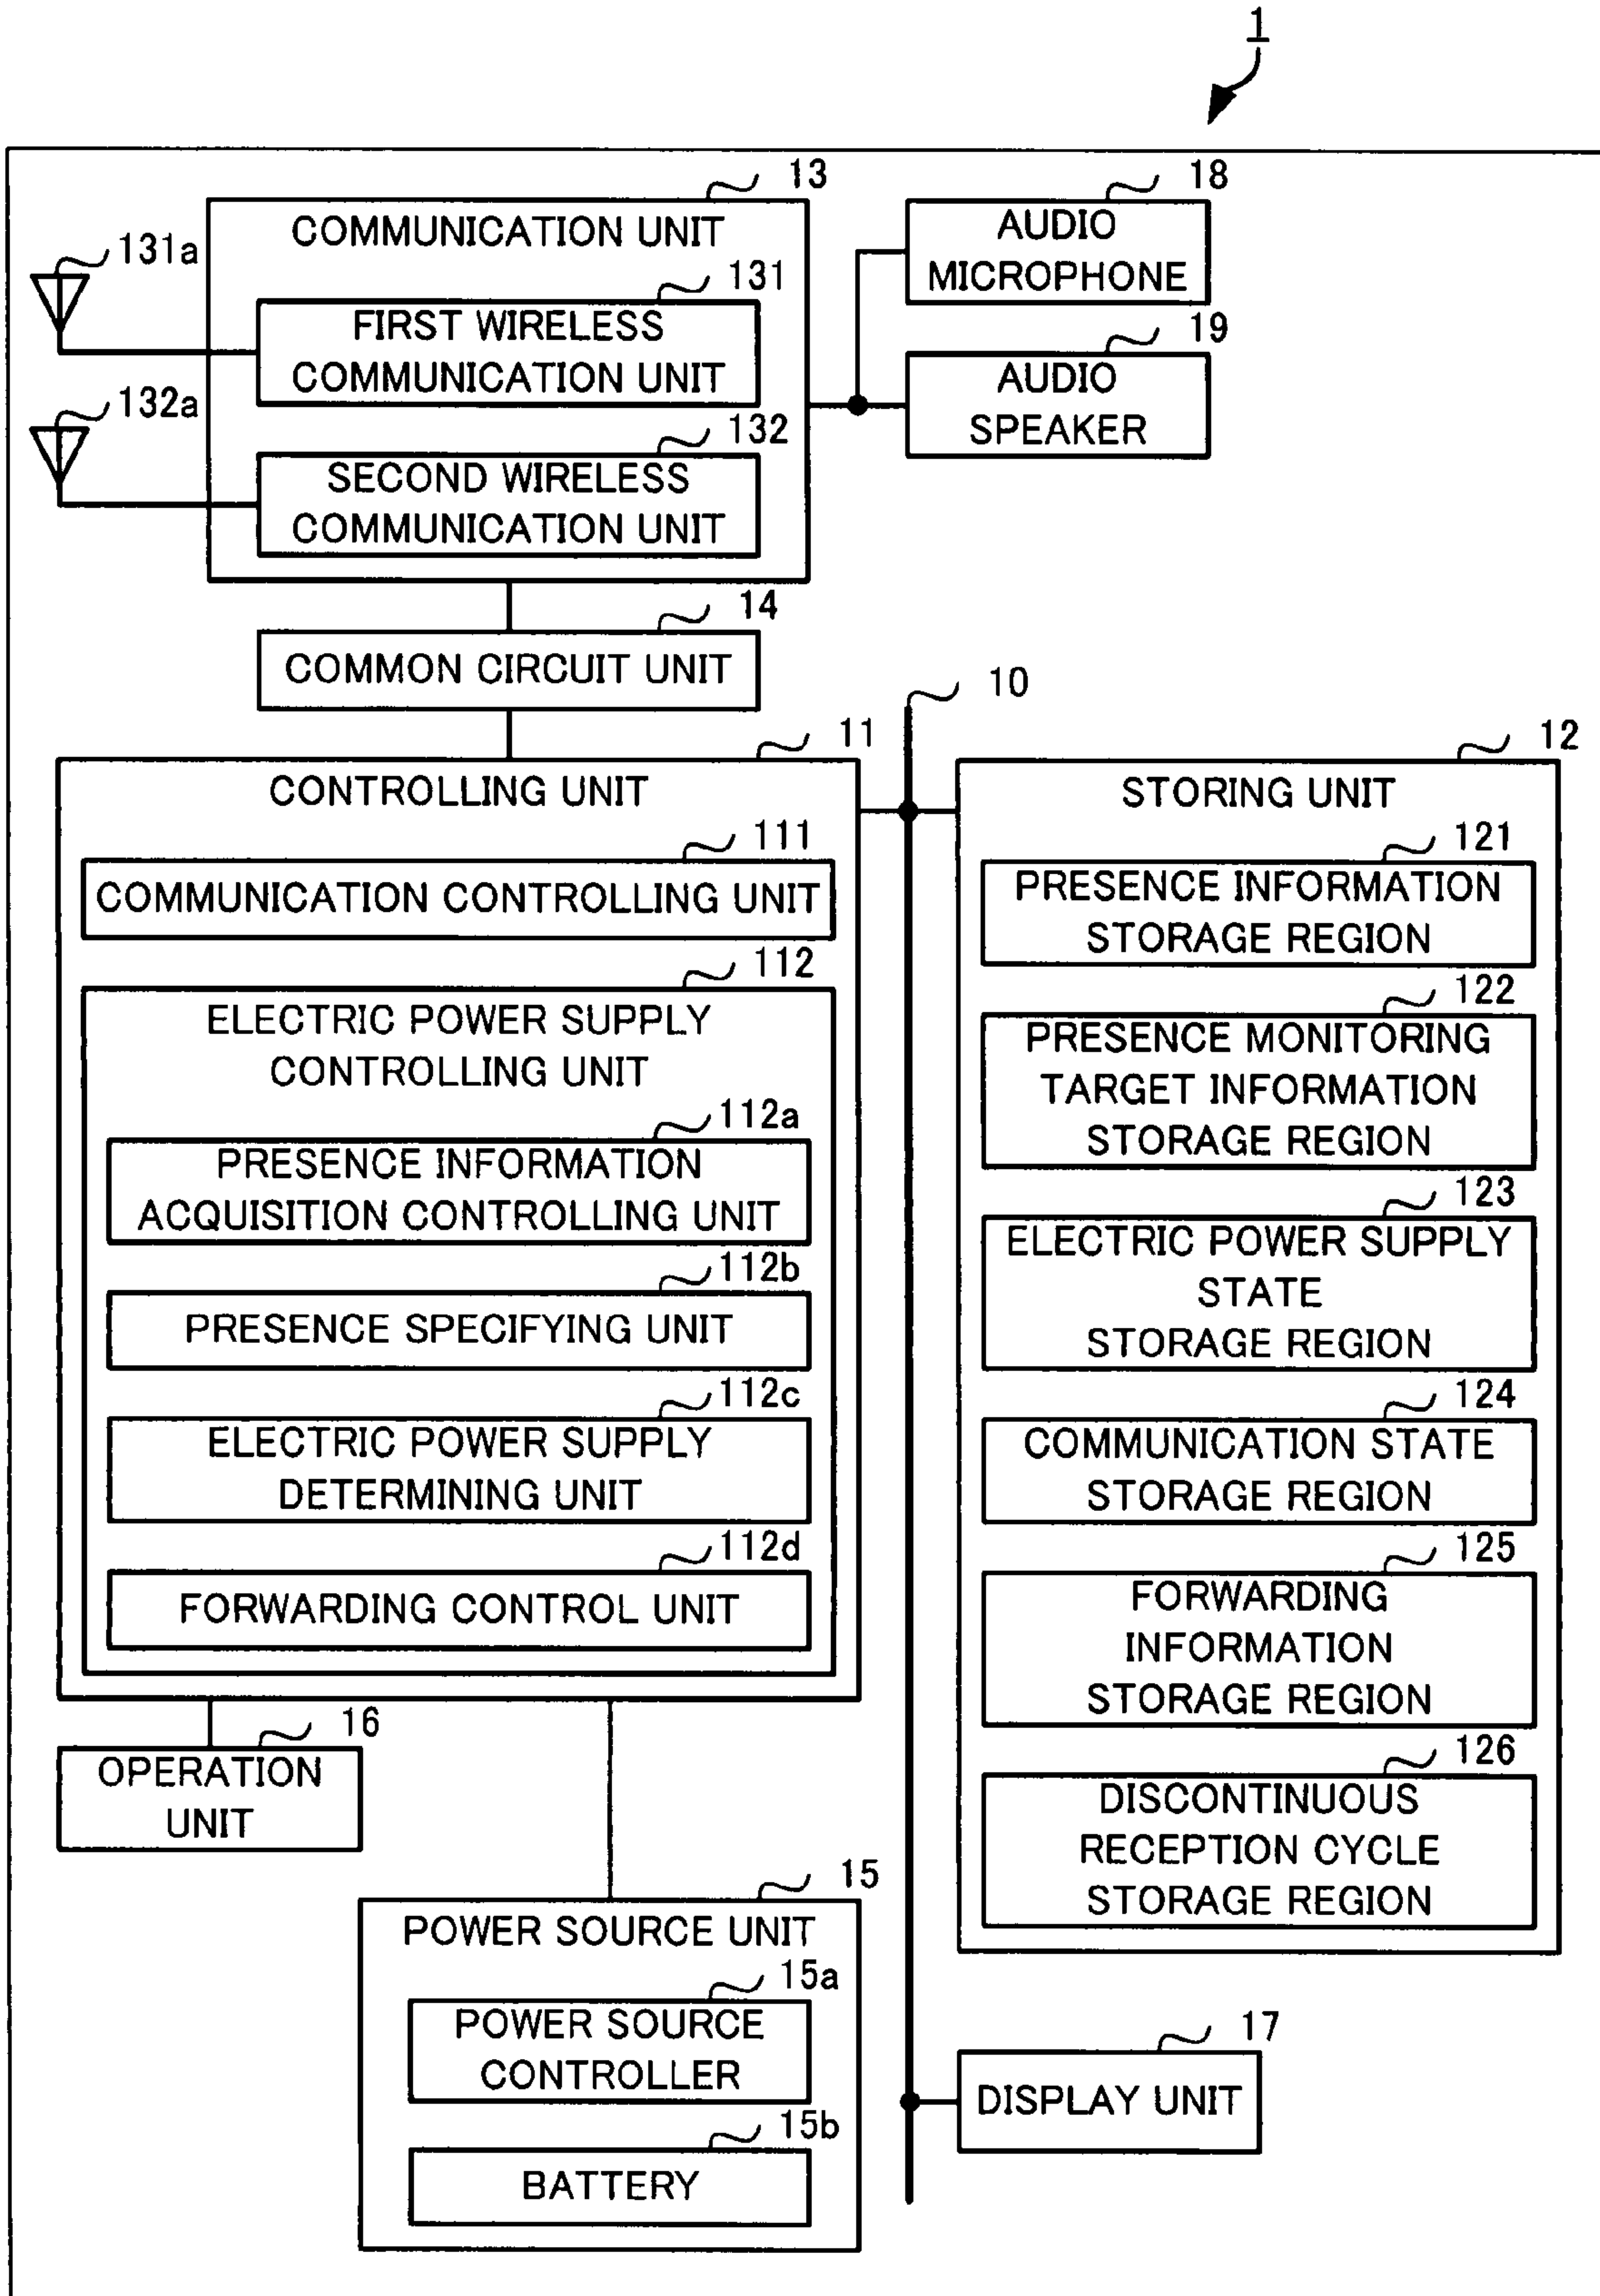 1
13
COMMUNICATION UNIT
131a
131
FIRST WIRELESS
COMMUNICATION UNIT
132a
132
SECOND WIRELESS
COMMUNICATION UNIT
18
AUDIO
MICROPHONE
19
AUDIO
SPEAKER
14
COMMON CIRCUIT UNIT
10
11
CONTROLLING UNIT
111
COMMUNICATION CONTROLLING UNIT
112
ELECTRIC POWER SUPPLY
CONTROLLING UNIT
112a
PRESENCE INFORMATION
ACQUISITION CONTROLLING UNIT
112b
PRESENCE SPECIFYING UNIT
112c
ELECTRIC POWER SUPPLY
DETERMINING UNIT
112d
FORWARDING CONTROL UNIT
12
STORING UNIT
121
PRESENCE INFORMATION
STORAGE REGION
122
PRESENCE MONITORING
TARGET INFORMATION
STORAGE REGION
123
ELECTRIC POWER SUPPLY
STATE
STORAGE REGION
124
COMMUNICATION STATE
STORAGE REGION
125
FORWARDING
INFORMATION
STORAGE REGION
126
DISCONTINUOUS
RECEPTION CYCLE
STORAGE REGION
16
OPERATION
UNIT
15
POWER SOURCE UNIT
15a
POWER SOURCE
CONTROLLER
15b
BATTERY
17
DISPLAY UNIT